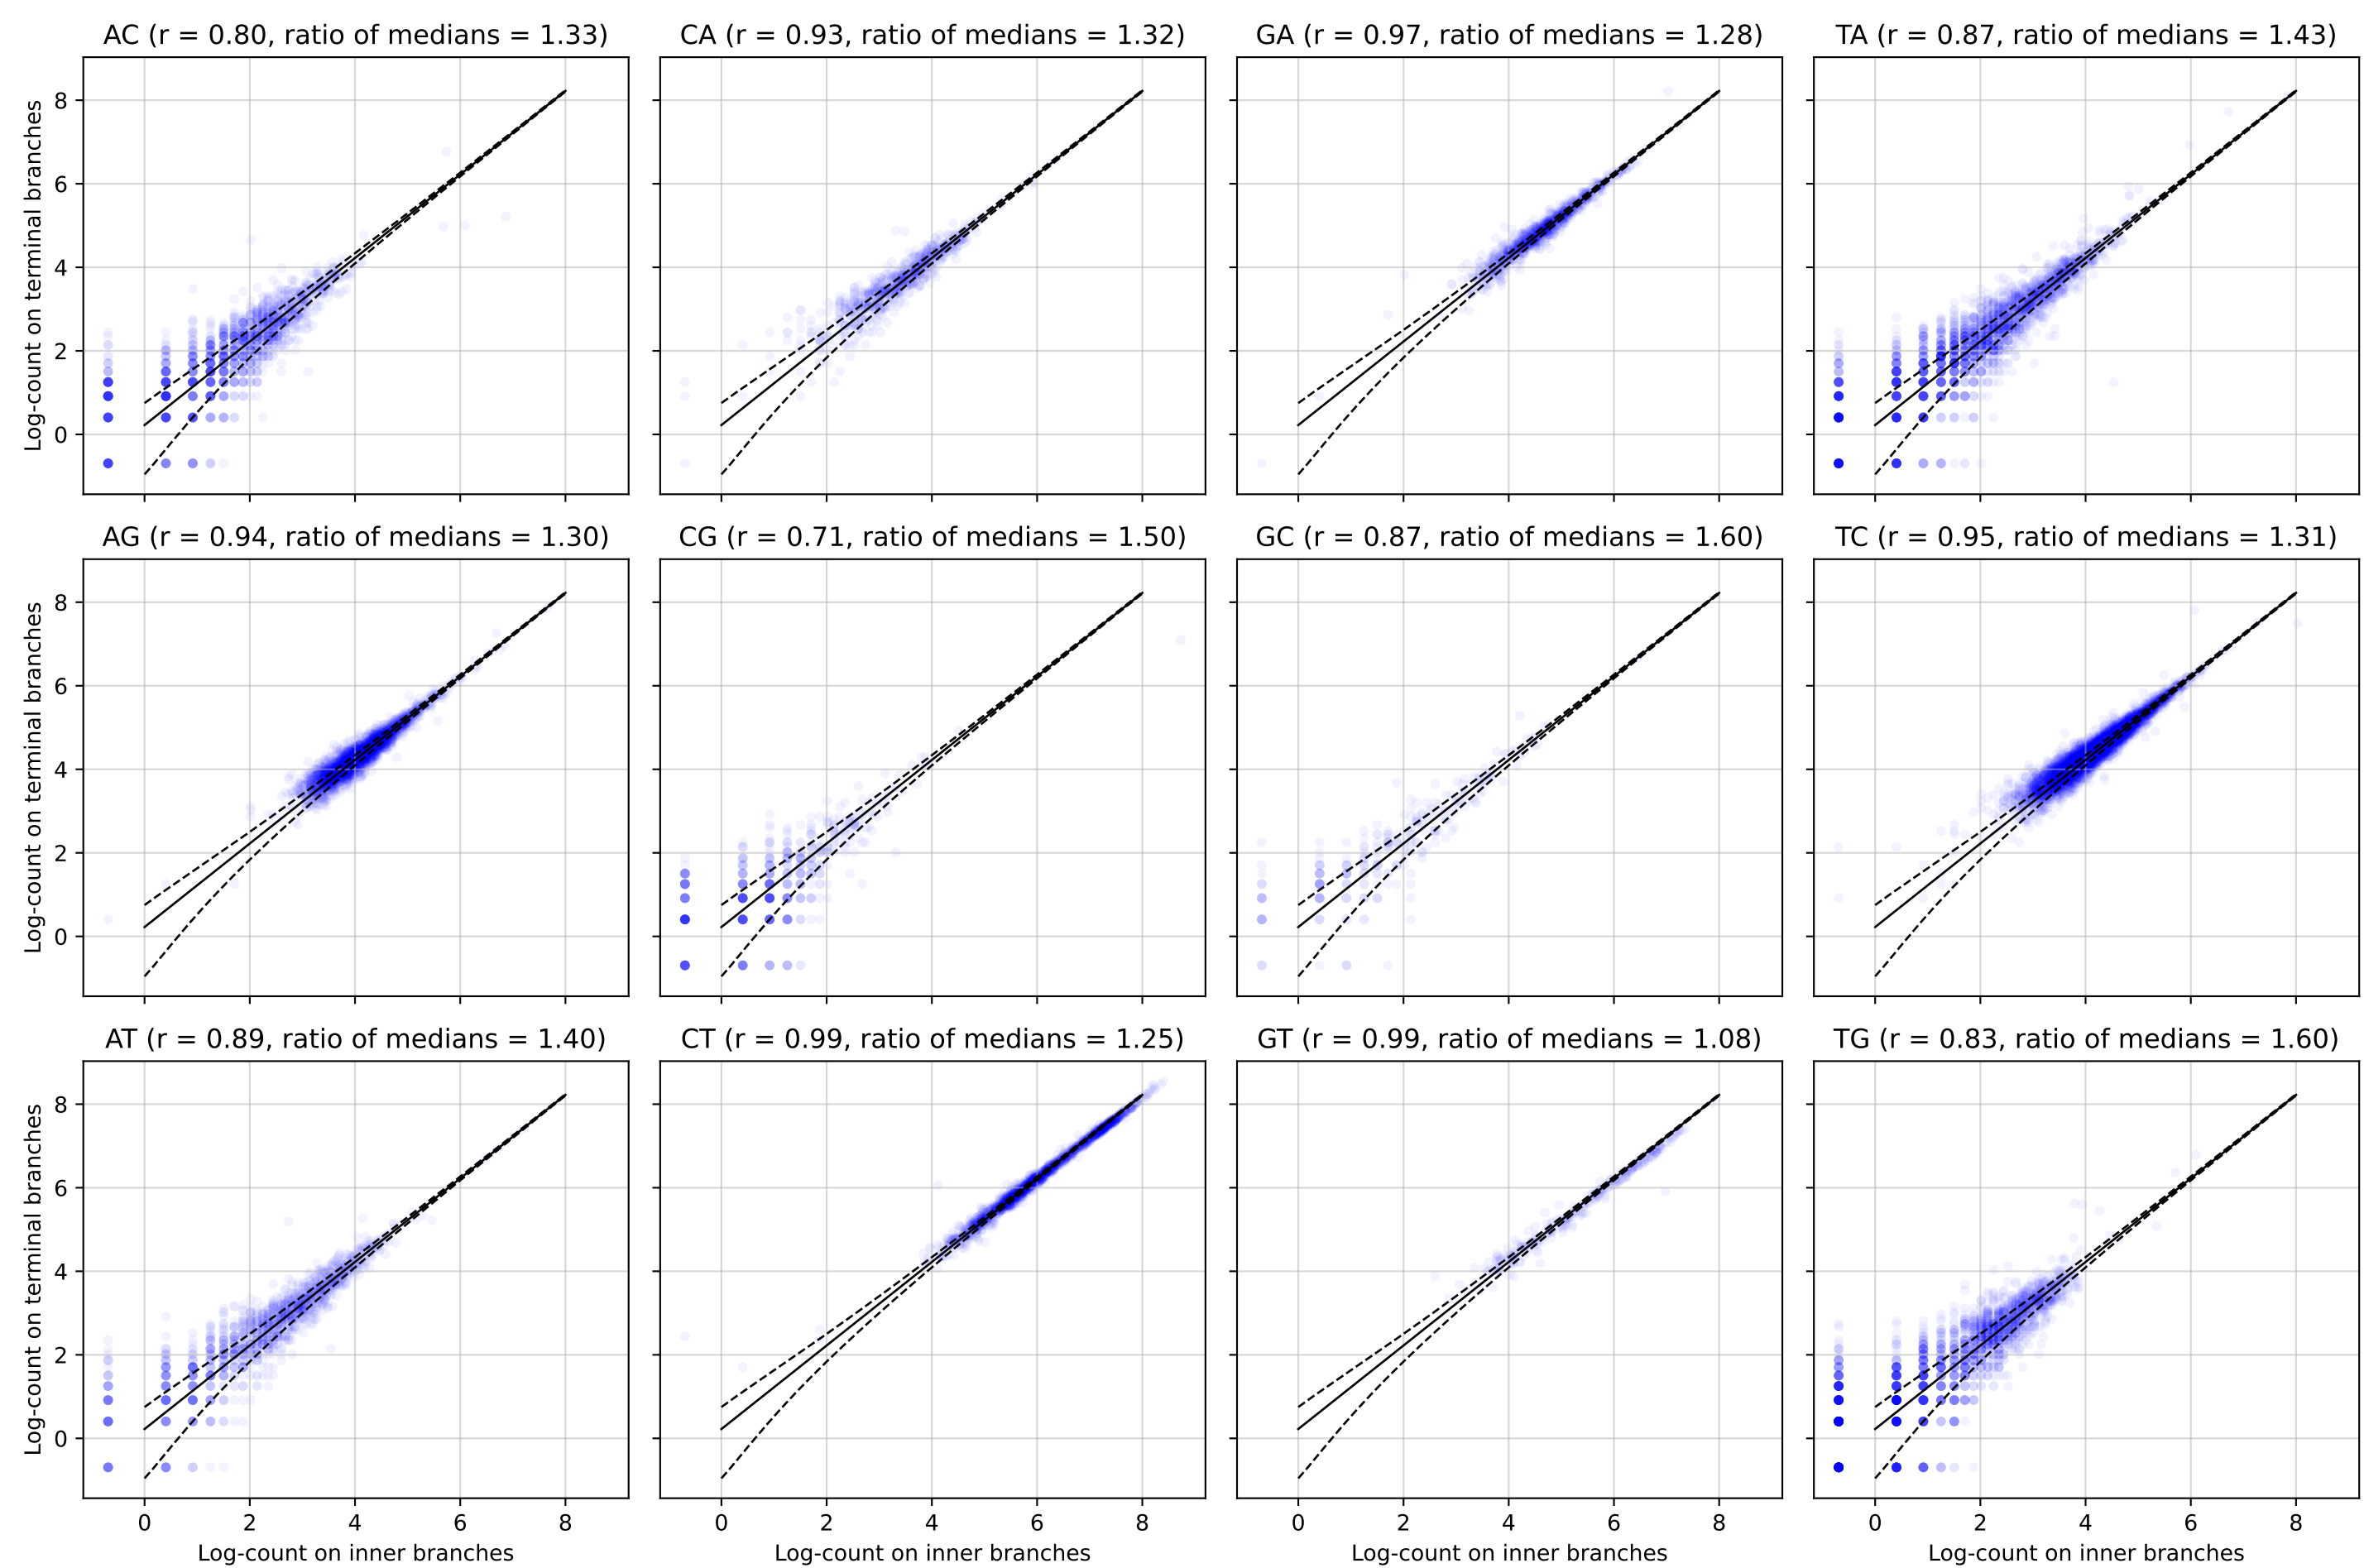 AC (r = 0.80, ratio of medians = 1.33)
CA (r = 0.93, ratio of medians = 1.32)
GA (r = 0.97, ratio of medians = 1.28)
TA (r = 0.87, ratio of medians = 1.43)
Log-count on terminal branches
8
6
4
2
0
AG (r = 0.94, ratio of medians = 1.30)
CG (r = 0.71, ratio of medians = 1.50)
GC (r = 0.87, ratio of medians = 1.60)
TC (r = 0.95, ratio of medians = 1.31)
Log-count on terminal branches
8
6
4
2
0
AT (r = 0.89, ratio of medians = 1.40)
CT (r = 0.99, ratio of medians = 1.25)
GT (r = 0.99, ratio of medians = 1.08)
TG (r = 0.83, ratio of medians = 1.60)
Log-count on terminal branches
8
6
4
2
0
0 2 4 6 8
0 2 4 6 8
0 2 4 6 8
0 2 4 6 8
Log-count on inner branches
Log-count on inner branches
Log-count on inner branches
Log-count on inner branches